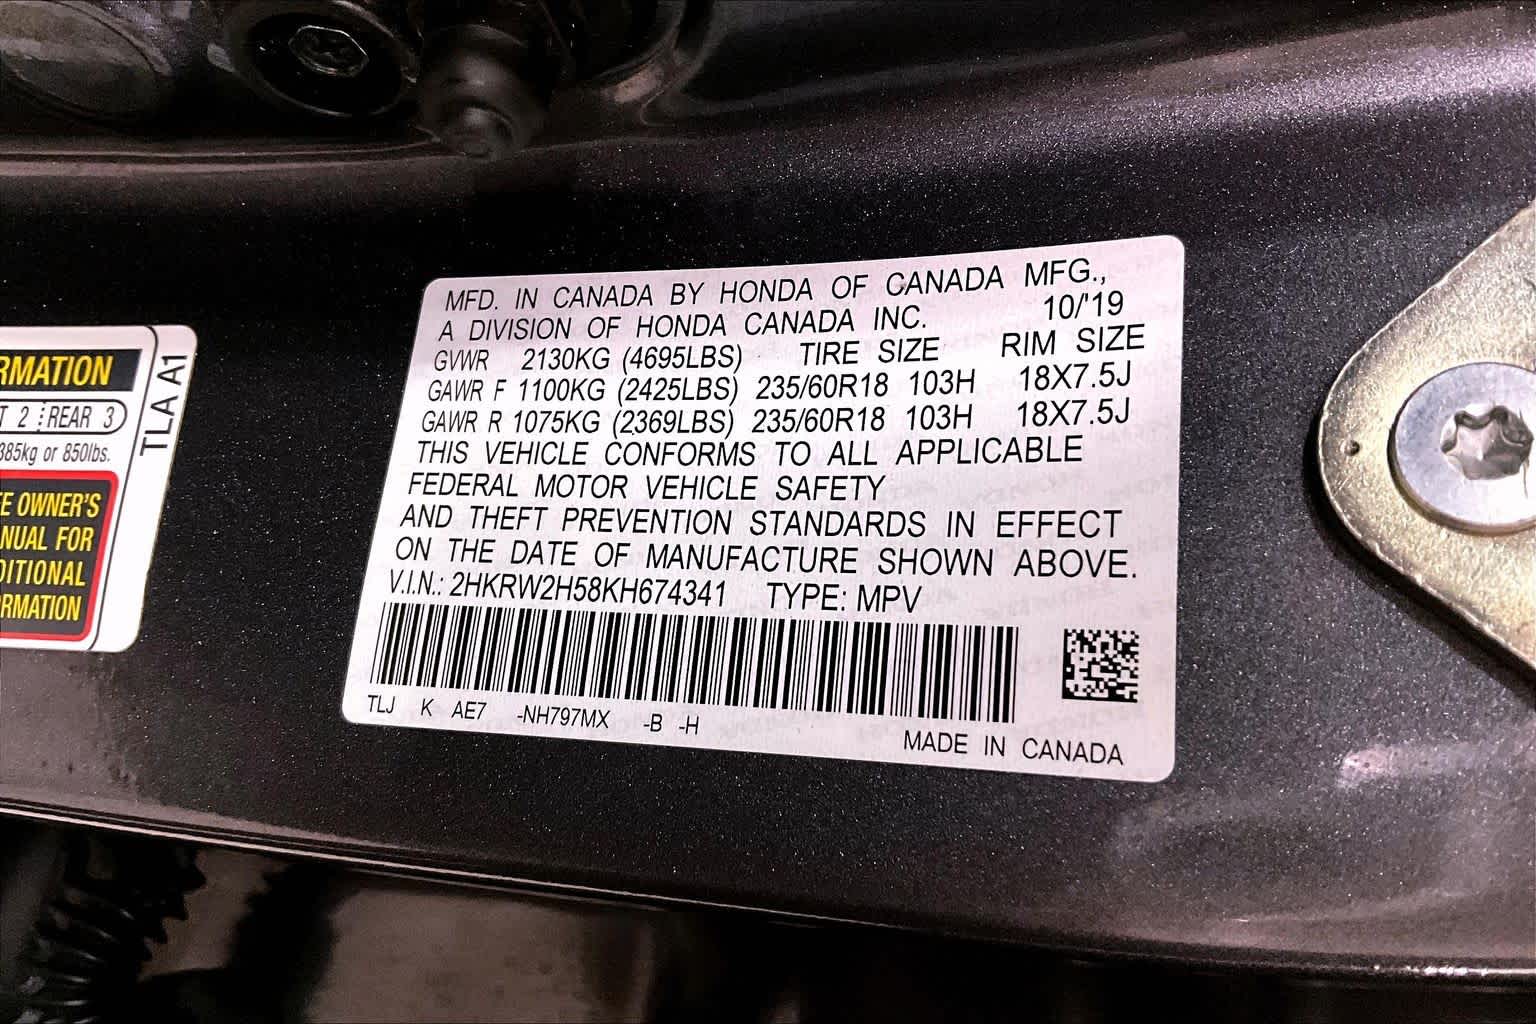 RMATION
T 2 REAR 3
385kg or 850lbs.
EE OWNER'S
ANUAL FOR
DITIONAL
ORMATION
TLA A1
MFD. IN CANADA BY HONDA OF CANADA MFG.,
A DIVISION OF HONDA CANADA INC. 10/'19
GVWR 2130KG (4695LBS) TIRE SIZE RIM SIZE
GAWR F 1100KG (2425LBS) 235/60R18 103H 18X7.5J
GAWR R 1075KG (2369LBS) 235/60R18 103H 18X7.5J
THIS VEHICLE CONFORMS TO ALL APPLICABLE
FEDERAL MOTOR VEHICLE SAFETY
AND THEFT PREVENTION STANDARDS IN EFFECT
ON THE DATE OF MANUFACTURE SHOWN ABOVE.
V.I.N.: 2HKRW2H58KH674341 TYPE: MPV
TLJ K AE7 -NH797MX -B -H
MADE IN CANADA